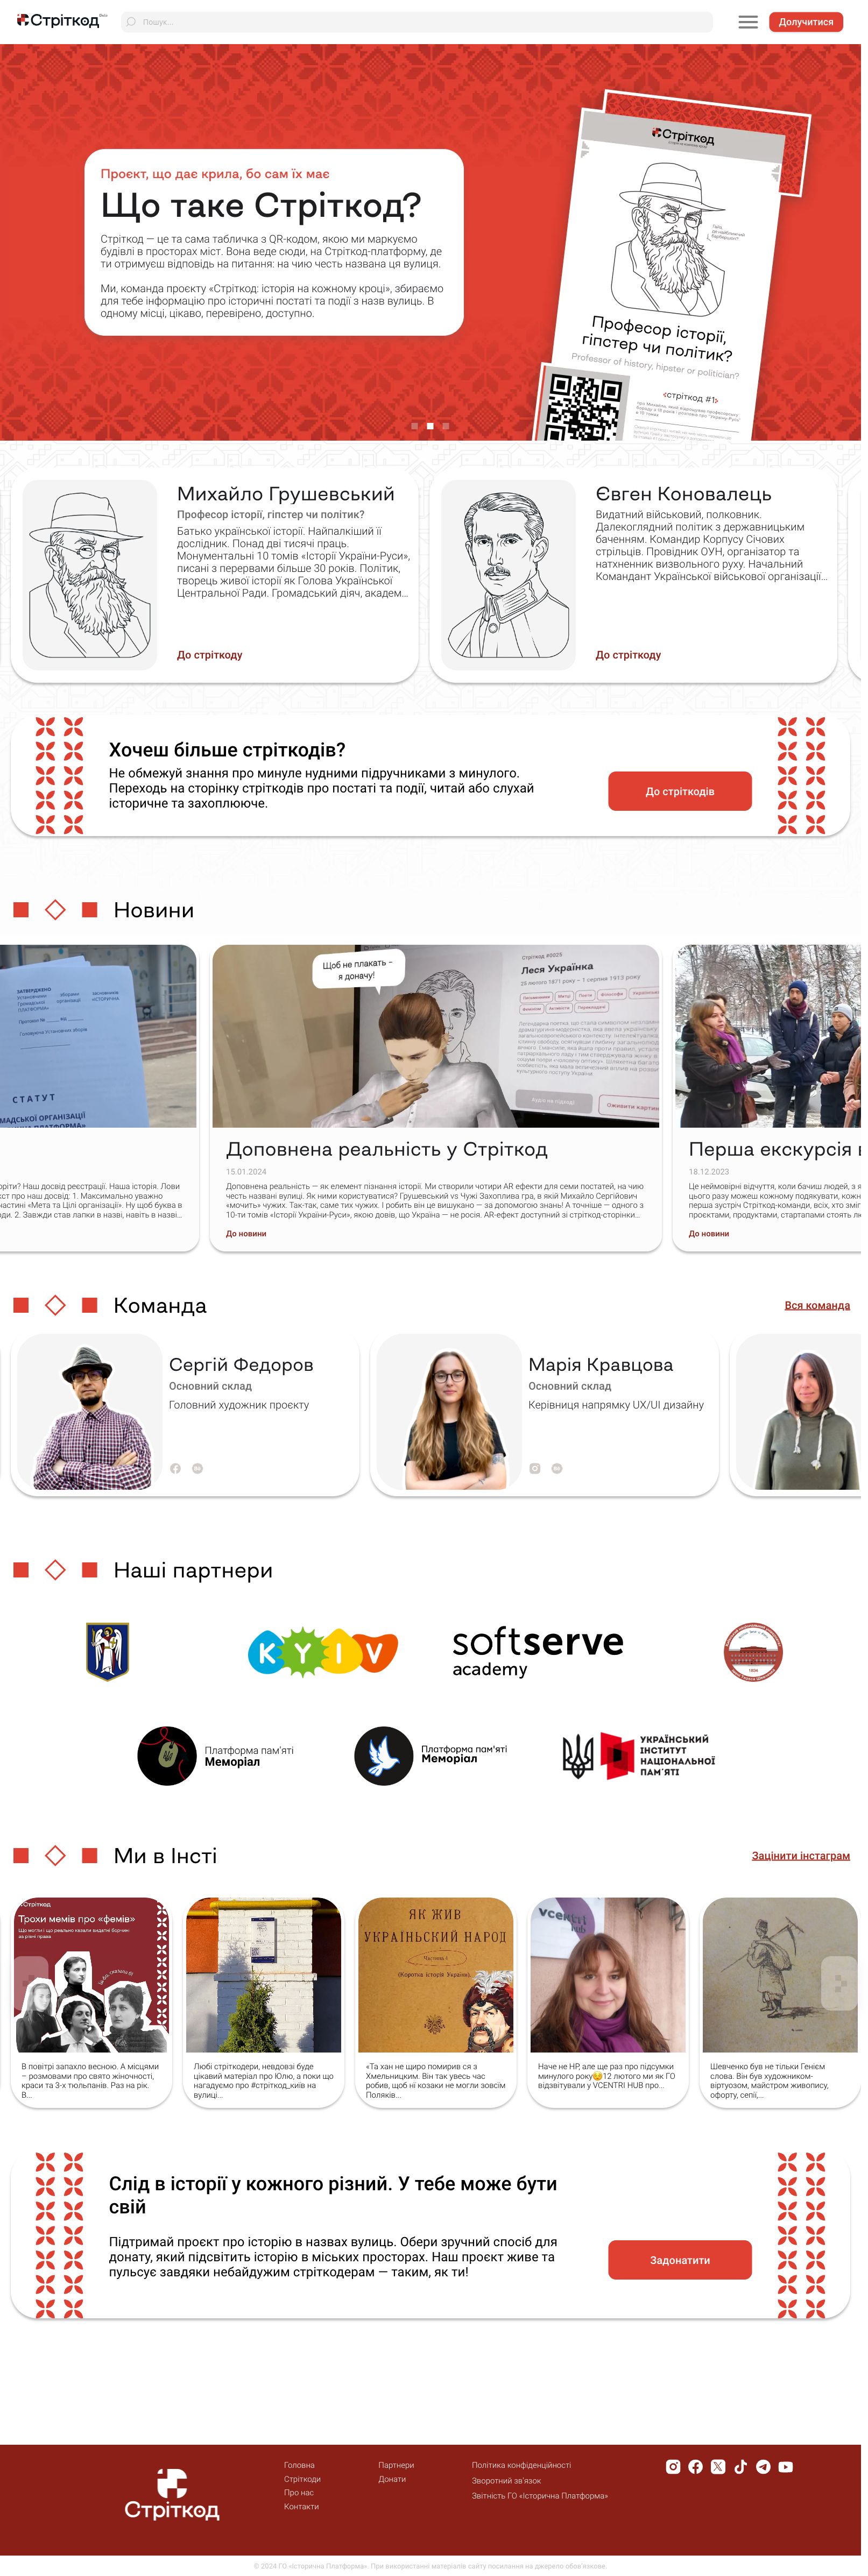 Стріткод
Пошук...
Долучитися
Проєкт, що дає крила, бо сам їх має
Що таке Стріткод?
Стріткод — це та сама табличка з QR-кодом, якою ми маркуємо
будівлі в просторах міст. Вона веде сюди, на Стріткод-платформу, де
ти отримуєш відповідь на питання: на чию честь названа ця вулиця.
Ми, команда проєкту «Стріткод: історія на кожному кроці», збираємо
для тебе інформацію про історичні постаті та події з назв вулиць. В
одному місці, цікаво, перевірено, доступно.
Стріткод
Професор історії,
гіпстер чи політик?
Professor of history, hipster or politician?
<стріткод #1>
Михайло Грушевський
Професор історії, гіпстер чи політик?
Батько української історії. Найпалкіший її
дослідник. Понад дві тисячі праць.
Монументальні 10 томів «Історії України-Руси»,
писані з перервами більше 30 років. Політик,
творець живої історії як Голова Української
Центральної Ради. Громадський діяч, академ...
До стріткоду
Євген Коновалець
Видатний військовий, полковник.
Далекоглядний політик з державницьким
баченням. Командир Корпусу Січових
стрільців. Провідник ОУН, організатор та
натхненник визвольного руху. Начальний
Командант Української військової організації...
До стріткоду
Хочеш більше стріткодів?
Не обмежуй знання про минуле нудними підручниками з минулого.
Переходь на сторінку стріткодів про постаті та події, читай або слухай
історичне та захоплююче.
До стріткодів
Новини
ЗАТВЕРДЖЕНО
СТАТУТ
МАДСЬКОЇ ОРГАНІЗАЦІЇ
Щоб не плакать -
я доначу!
Стріткод #0025
Леся Українка
25 лютого 1871 року – 1 серпня 1913 року
Доповнена реальність у Стріткод
15.01.2024
Доповнена реальність — як елемент пізнання історії. Ми створили чотири AR ефекти для семи постатей, на чию
честь названі вулиці. Як ними користуватися? Грушевський vs Чужі Захоплива гра, в якій Михайло Сергійович
«мочить» чужих. Так-так, саме тих чужих. І робить він це вишукано — за допомогою знань! А точніше — одного з
10-ти томів «Історії України-Руси», якою довів, що Україна — не росія. AR-ефект доступний зі стріткод-сторінки...
До новини
оріти? Наш досвід реєстрації. Наша історія. Лови
ст про наш досвід: 1. Максимально уважно
частині «Мета та Цілі організації». Ну щоб буква в
ди. 2. Завжди став лапки в назві, навіть в назві...
Перша екскурсія в
18.12.2023
Це неймовірні відчуття, коли бачиш людей, з я
цього разу можеш кожному подякувати, кожн
перша зустріч Стріткод-команди, всіх, хто зміг
проєктами, продуктами, стартапами стоять лю
До новини
Команда
Вся команда
Сергій Федоров
Основний склад
Головний художник проєкту
Марія Кравцова
Основний склад
Керівниця напрямку UX/UI дизайну
Наші партнери
KYIV
softserve
academy
Платформа пам'яті
Меморіал
Платформа пам'яті
Меморіал
УКРАЇНСЬКИЙ
ІНСТИТУТ
НАЦІОНАЛЬНОЇ
ПАМ'ЯТІ
Ми в Інсті
Зацінити інстаграм
Стріткод
Трохи мемів про «фемів»
В повітрі запахло весною. А місцями
– розмовами про свято жіночності,
краси та 3-х тюльпанів. Раз на рік.
В...
Любі стріткодери, невдовзі буде
цікавий матеріал про Юлю, а поки що
нагадуємо про #стріткод_київ на
вулиці...
ЯК ЖИВ
УКРАЇНЬСКИЙ НАРОД
(Коротка історія України).
«Та хан не щиро помирив ся з
Хмельницким. Він так увесь час
робив, щоб ні козаки не могли зовсім
Поляків...
vcentri
hub
Наче не HP, але ще раз про підсумки
минулого року😏12 лютого ми як ГО
відзвітували у VCENTRI HUB про...
Шевченко був не тільки Генієм
слова. Він був художником-
віртуозом, майстром живопису,
офорту, сепії,...
Слід в історії у кожного різний. У тебе може бути
свій
Підтримай проєкт про історію в назвах вулиць. Обери зручний спосіб для
донату, який підсвітить історію в міських просторах. Наш проєкт живе та
пульсує завдяки небайдужим стріткодерам — таким, як ти!
Задонатити
Стріткод
Головна
Стріткоди
Про нас
Контакти
Партнери
Донати
Політика конфіденційності
Зворотний зв'язок
Звітність ГО «Історична Платформа»
© 2024 ГО «Історична Платформа». При використанні матеріалів сайту посилання на джерело обов'язкове.